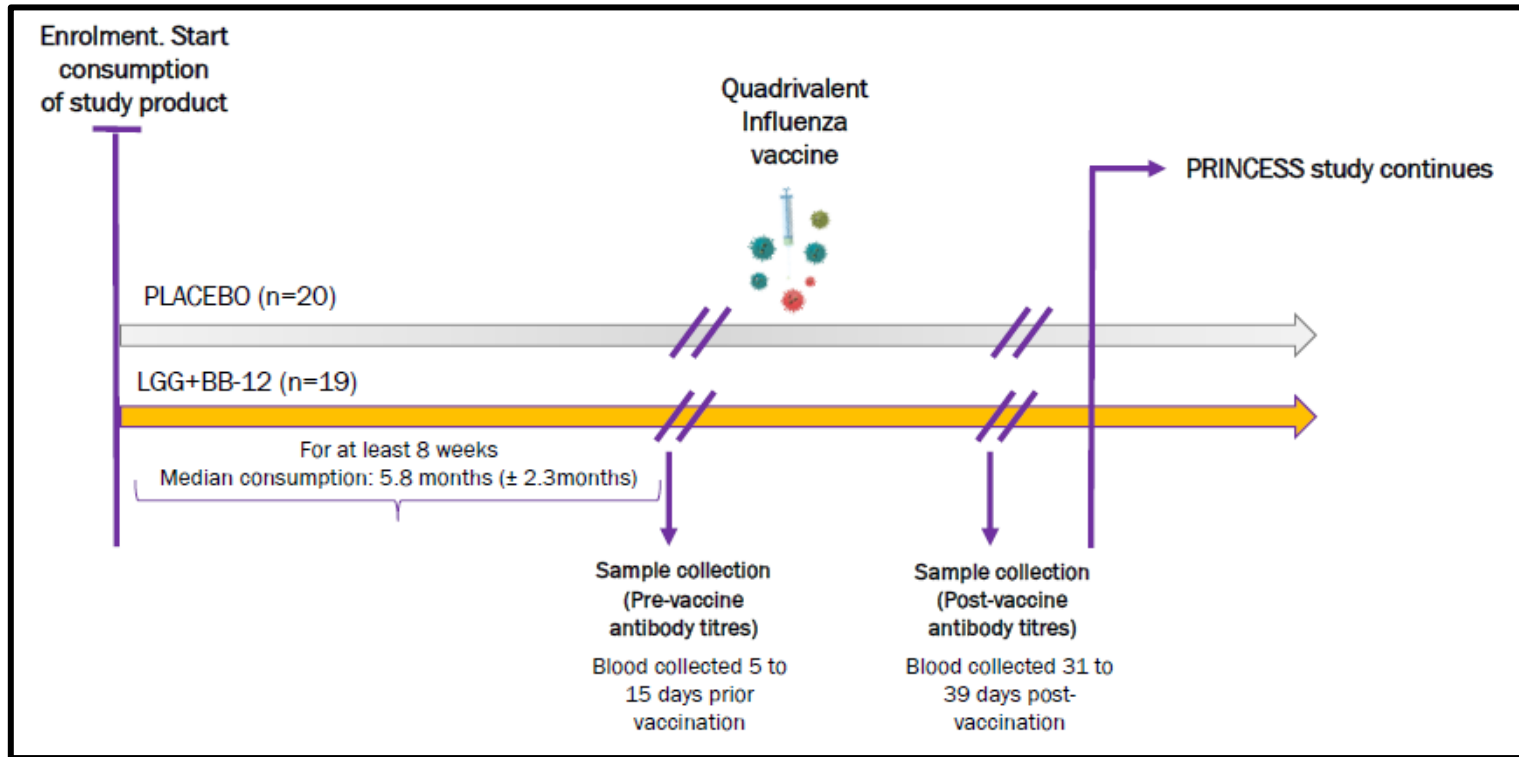 Enrolment. Start
consumption
of study product
Quadrivalent
Influenza
vaccine
PRINCESS study continues
PLACEBO (n=20)
LGG+BB-12 (n=19)
For at least 8 weeks
Median consumption: 5.8 months (± 2.3months)
Sample collection
(Pre-vaccine
antibody titres)
Blood collected 5 to
15 days prior
vaccination
Sample collection
(Post-vaccine
antibody titres)
Blood collected 31 to
39 days post-
vaccination